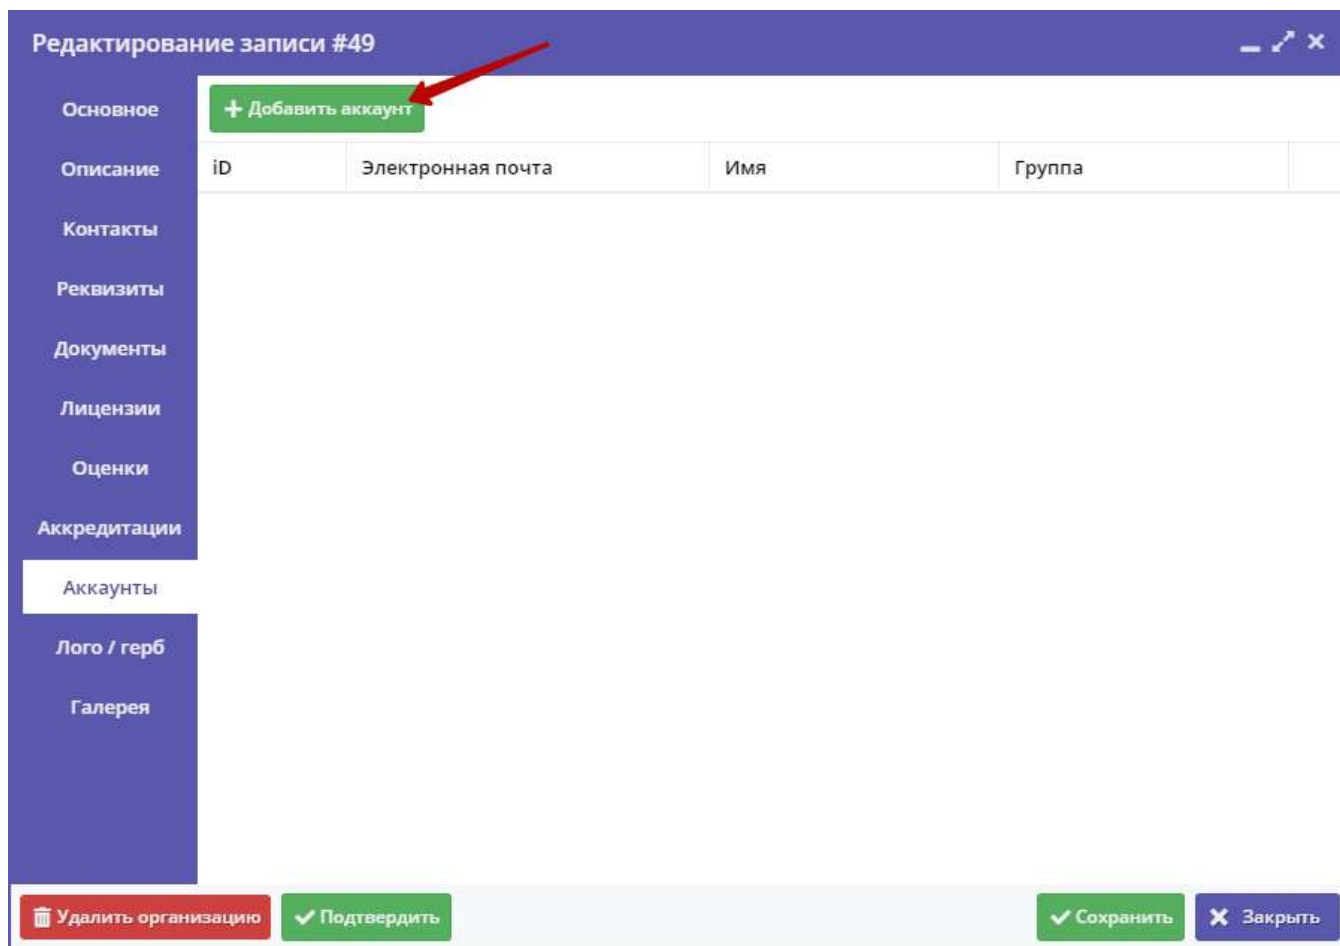 Редактирование записи #49
Основное
+ Добавить аккаунт
Описание
iD Электронная почта Имя Группа
Контакты
Реквизиты
Документы
Лицензии
Оценки
Аккредитации
Аккаунты
Лого / герб
Галерея
Удалить организацию Подтвердить Сохранить Закрыть